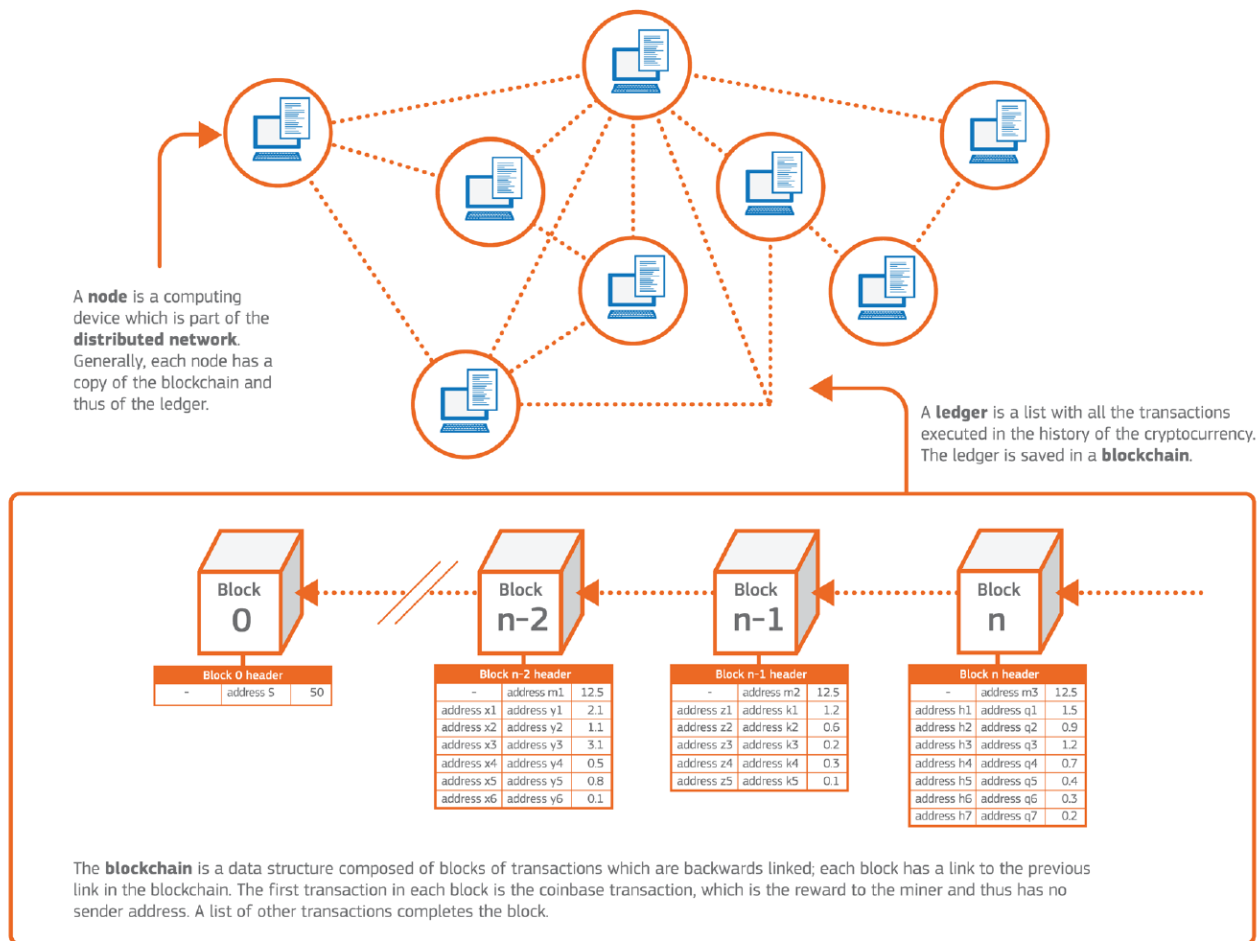 A node is a computing
device which is part of the
distributed network.
Generally, each node has a
copy of the blockchain and
thus of the ledger.
A ledger is a list with all the transactions
executed in the history of the cryptocurrency.
The ledger is saved in a blockchain.
Block
0
Block
n-2
Block
n-1
Block
n
Block 0 header
- address S 50
Block n-2 header
- address m1 12.5
address x1 address y1 2.1
address x2 address y2 1.1
address x3 address y3 3.1
address x4 address y4 0.5
address x5 address y5 0.8
address x6 address y6 0.1
Block n-1 header
- address m2 12.5
address z1 address k1 1.2
address z2 address k2 0.6
address z3 address k3 0.2
address z4 address k4 0.3
address z5 address k5 0.1
Block n header
- address m3 12.5
address h1 address q1 1.5
address h2 address q2 0.9
address h3 address q3 1.2
address h4 address q4 0.7
address h5 address q5 0.4
address h6 address q6 0.3
address h7 address q7 0.2
The blockchain is a data structure composed of blocks of transactions which are backwards linked; each block has a link to the previous
link in the blockchain. The first transaction in each block is the coinbase transaction, which is the reward to the miner and thus has no
sender address. A list of other transactions completes the block.